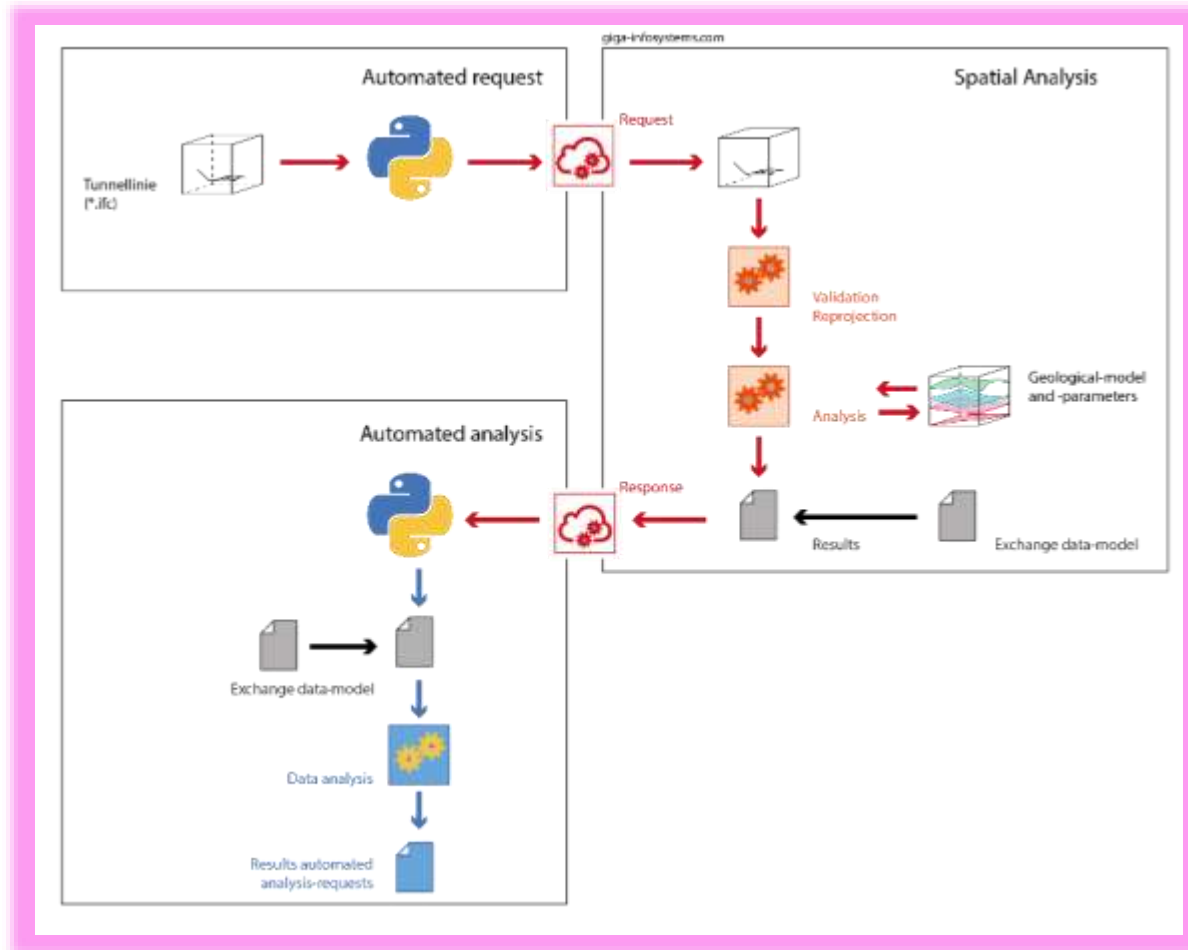 giga-infosystems.com
Automated request
Tunnellinie
(*.ifc)
Request
Spatial Analysis
Validation
Reprojection
Analysis
Geological-model
and -parameters
Results
Exchange data-model
Response
Automated analysis
Exchange data-model
Data analysis
Results automated
analysis-requests